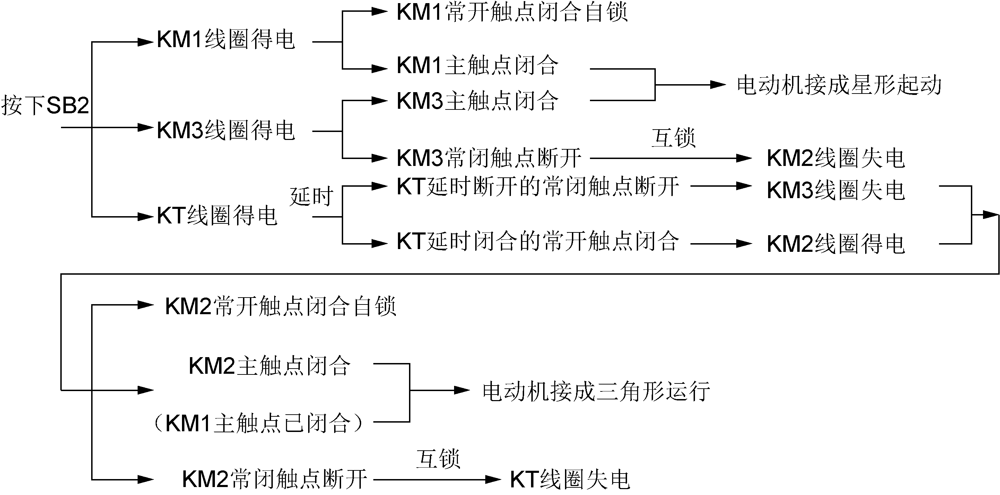 KM1常开触点闭合自锁
KM1线圈得电
KM1主触点闭合
电动机接成星形起动
按下SB2
KM3主触点闭合
KM3线圈得电
互锁
KM3常闭触点断开
KM2线圈失电
KT延时断开的常闭触点断开
KM3线圈失电
延时
KT线圈得电
KT延时闭合的常开触点闭合
KM2线圈得电
KM2常开触点闭合自锁
KM2主触点闭合
电动机接成三角形运行
（KM1主触点已闭合）
互锁
KM2常闭触点断开
KT线圈失电